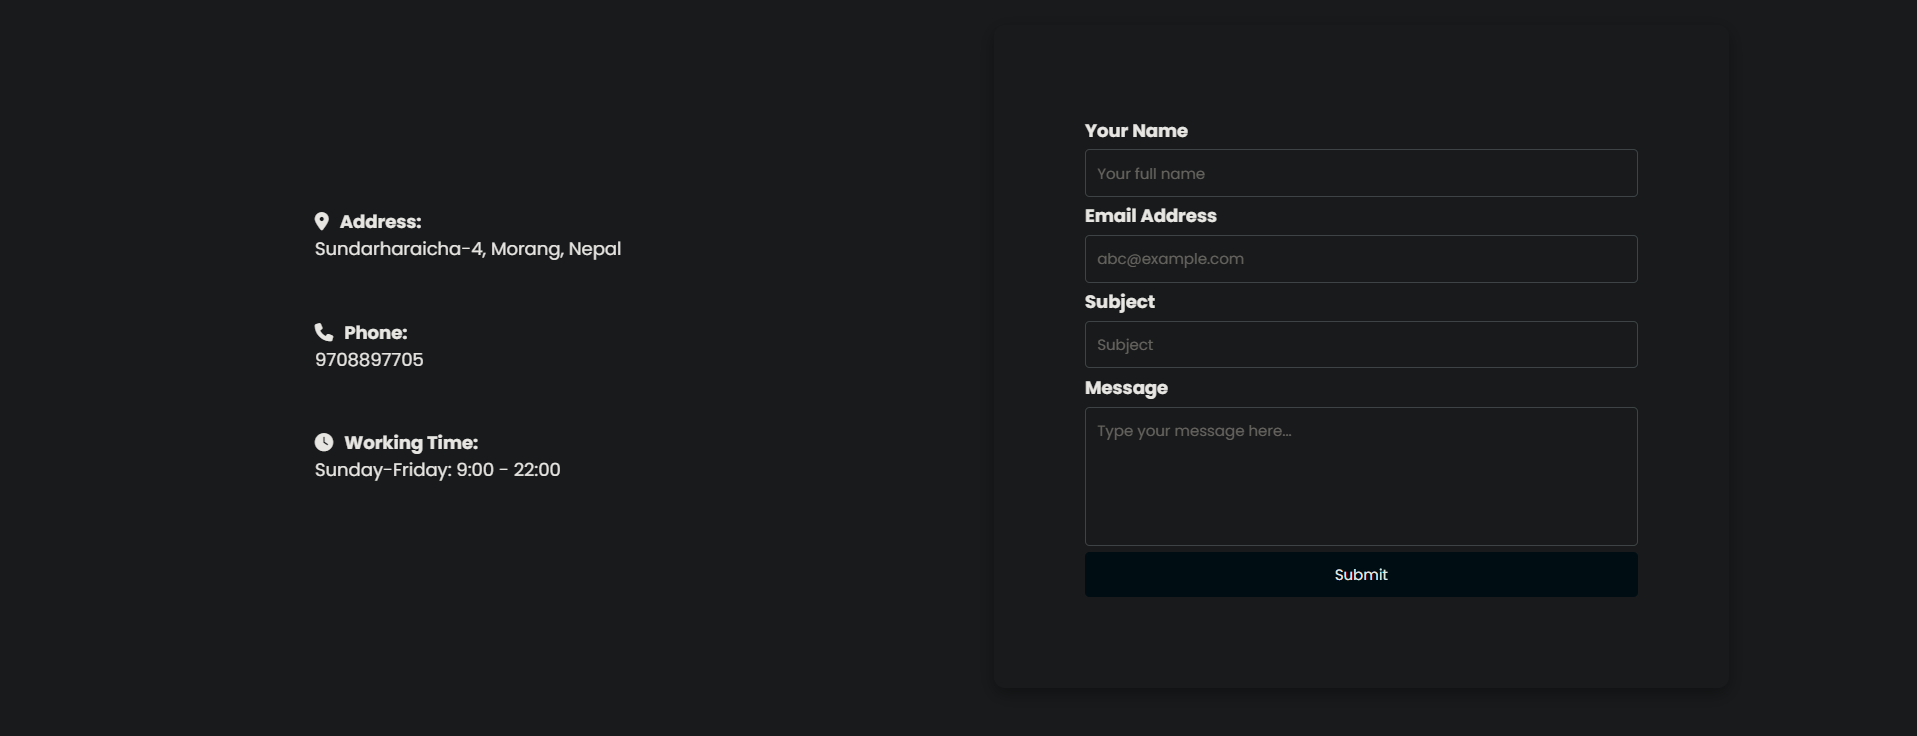 Address:
Sundarharaicha-4, Morang, Nepal
Phone:
9708897705
Working Time:
Sunday-Friday: 9:00 - 22:00
Your Name
Your full name
Email Address
abc@example.com
Subject
Subject
Message
Type your message here...
Submit